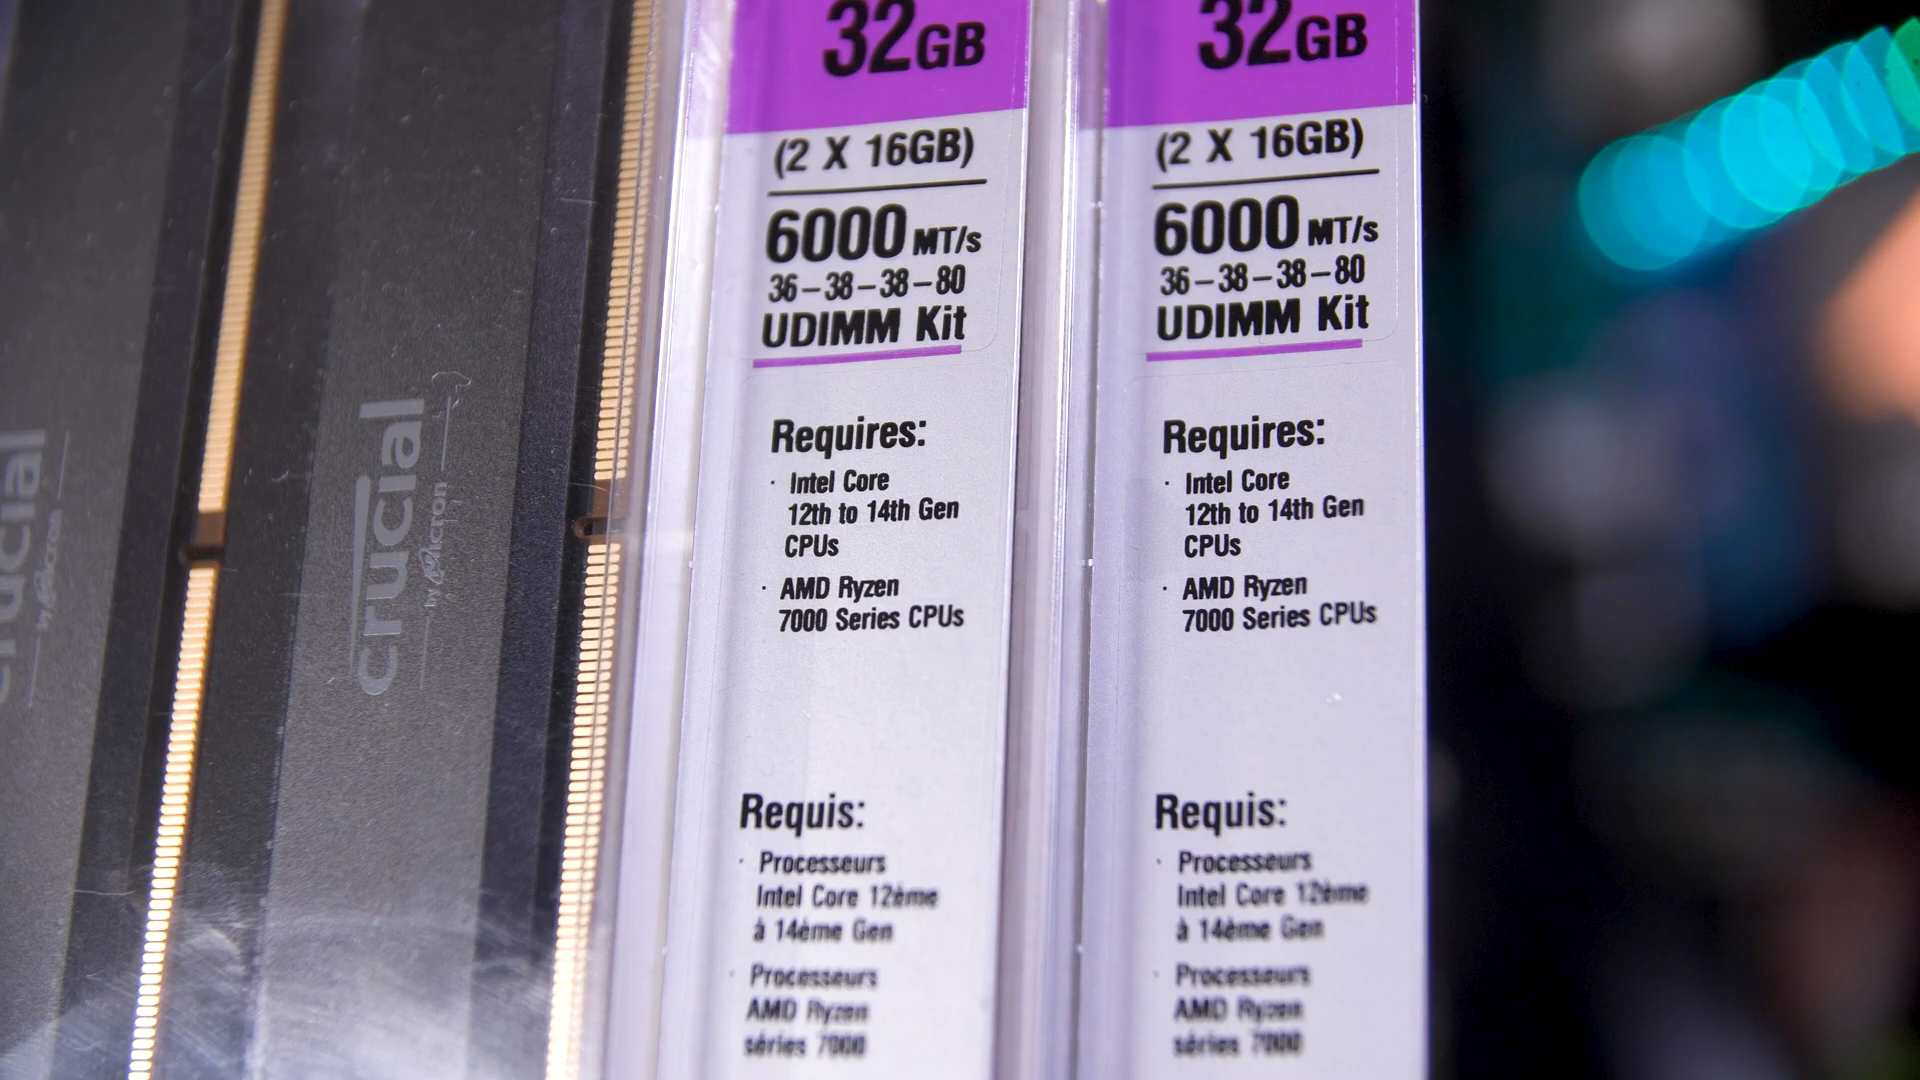 crucial
by Micron
crucial
by Micron
32GB
(2 X 16GB)
6000 MT/s
36–38–38–80
UDIMM Kit
Requires:
· Intel Core
12th to 14th Gen
CPUs
· AMD Ryzen
7000 Series CPUs
Requis:
· Processeurs
Intel Core 12ème
à 14ème Gen
· Processeurs
AMD Ryzen
séries 7000
32GB
(2 X 16GB)
6000 MT/s
36–38–38–80
UDIMM Kit
Requires:
· Intel Core
12th to 14th Gen
CPUs
· AMD Ryzen
7000 Series CPUs
Requis:
· Processeurs
Intel Core 12ème
à 14ème Gen
· Processeurs
AMD Ryzen
séries 7000